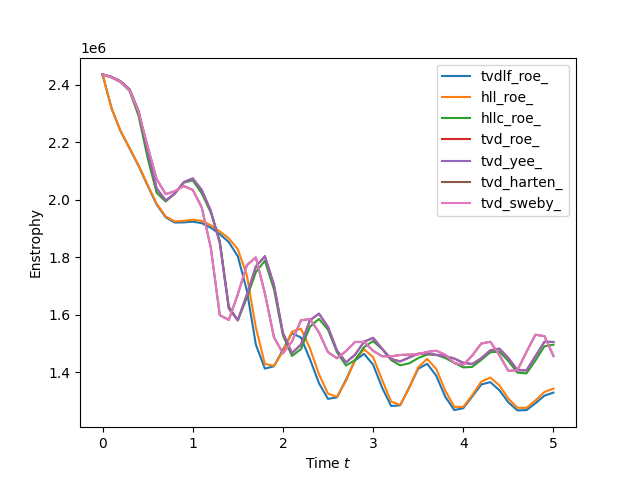 1e6
2.4
2.2
2.0
1.8
1.6
1.4
Enstrophy
0 1 2 3 4 5
Time t
tvdlf_roe_
hll_roe_
hllc_roe_
tvd_roe_
tvd_yee_
tvd_harten_
tvd_sweby_